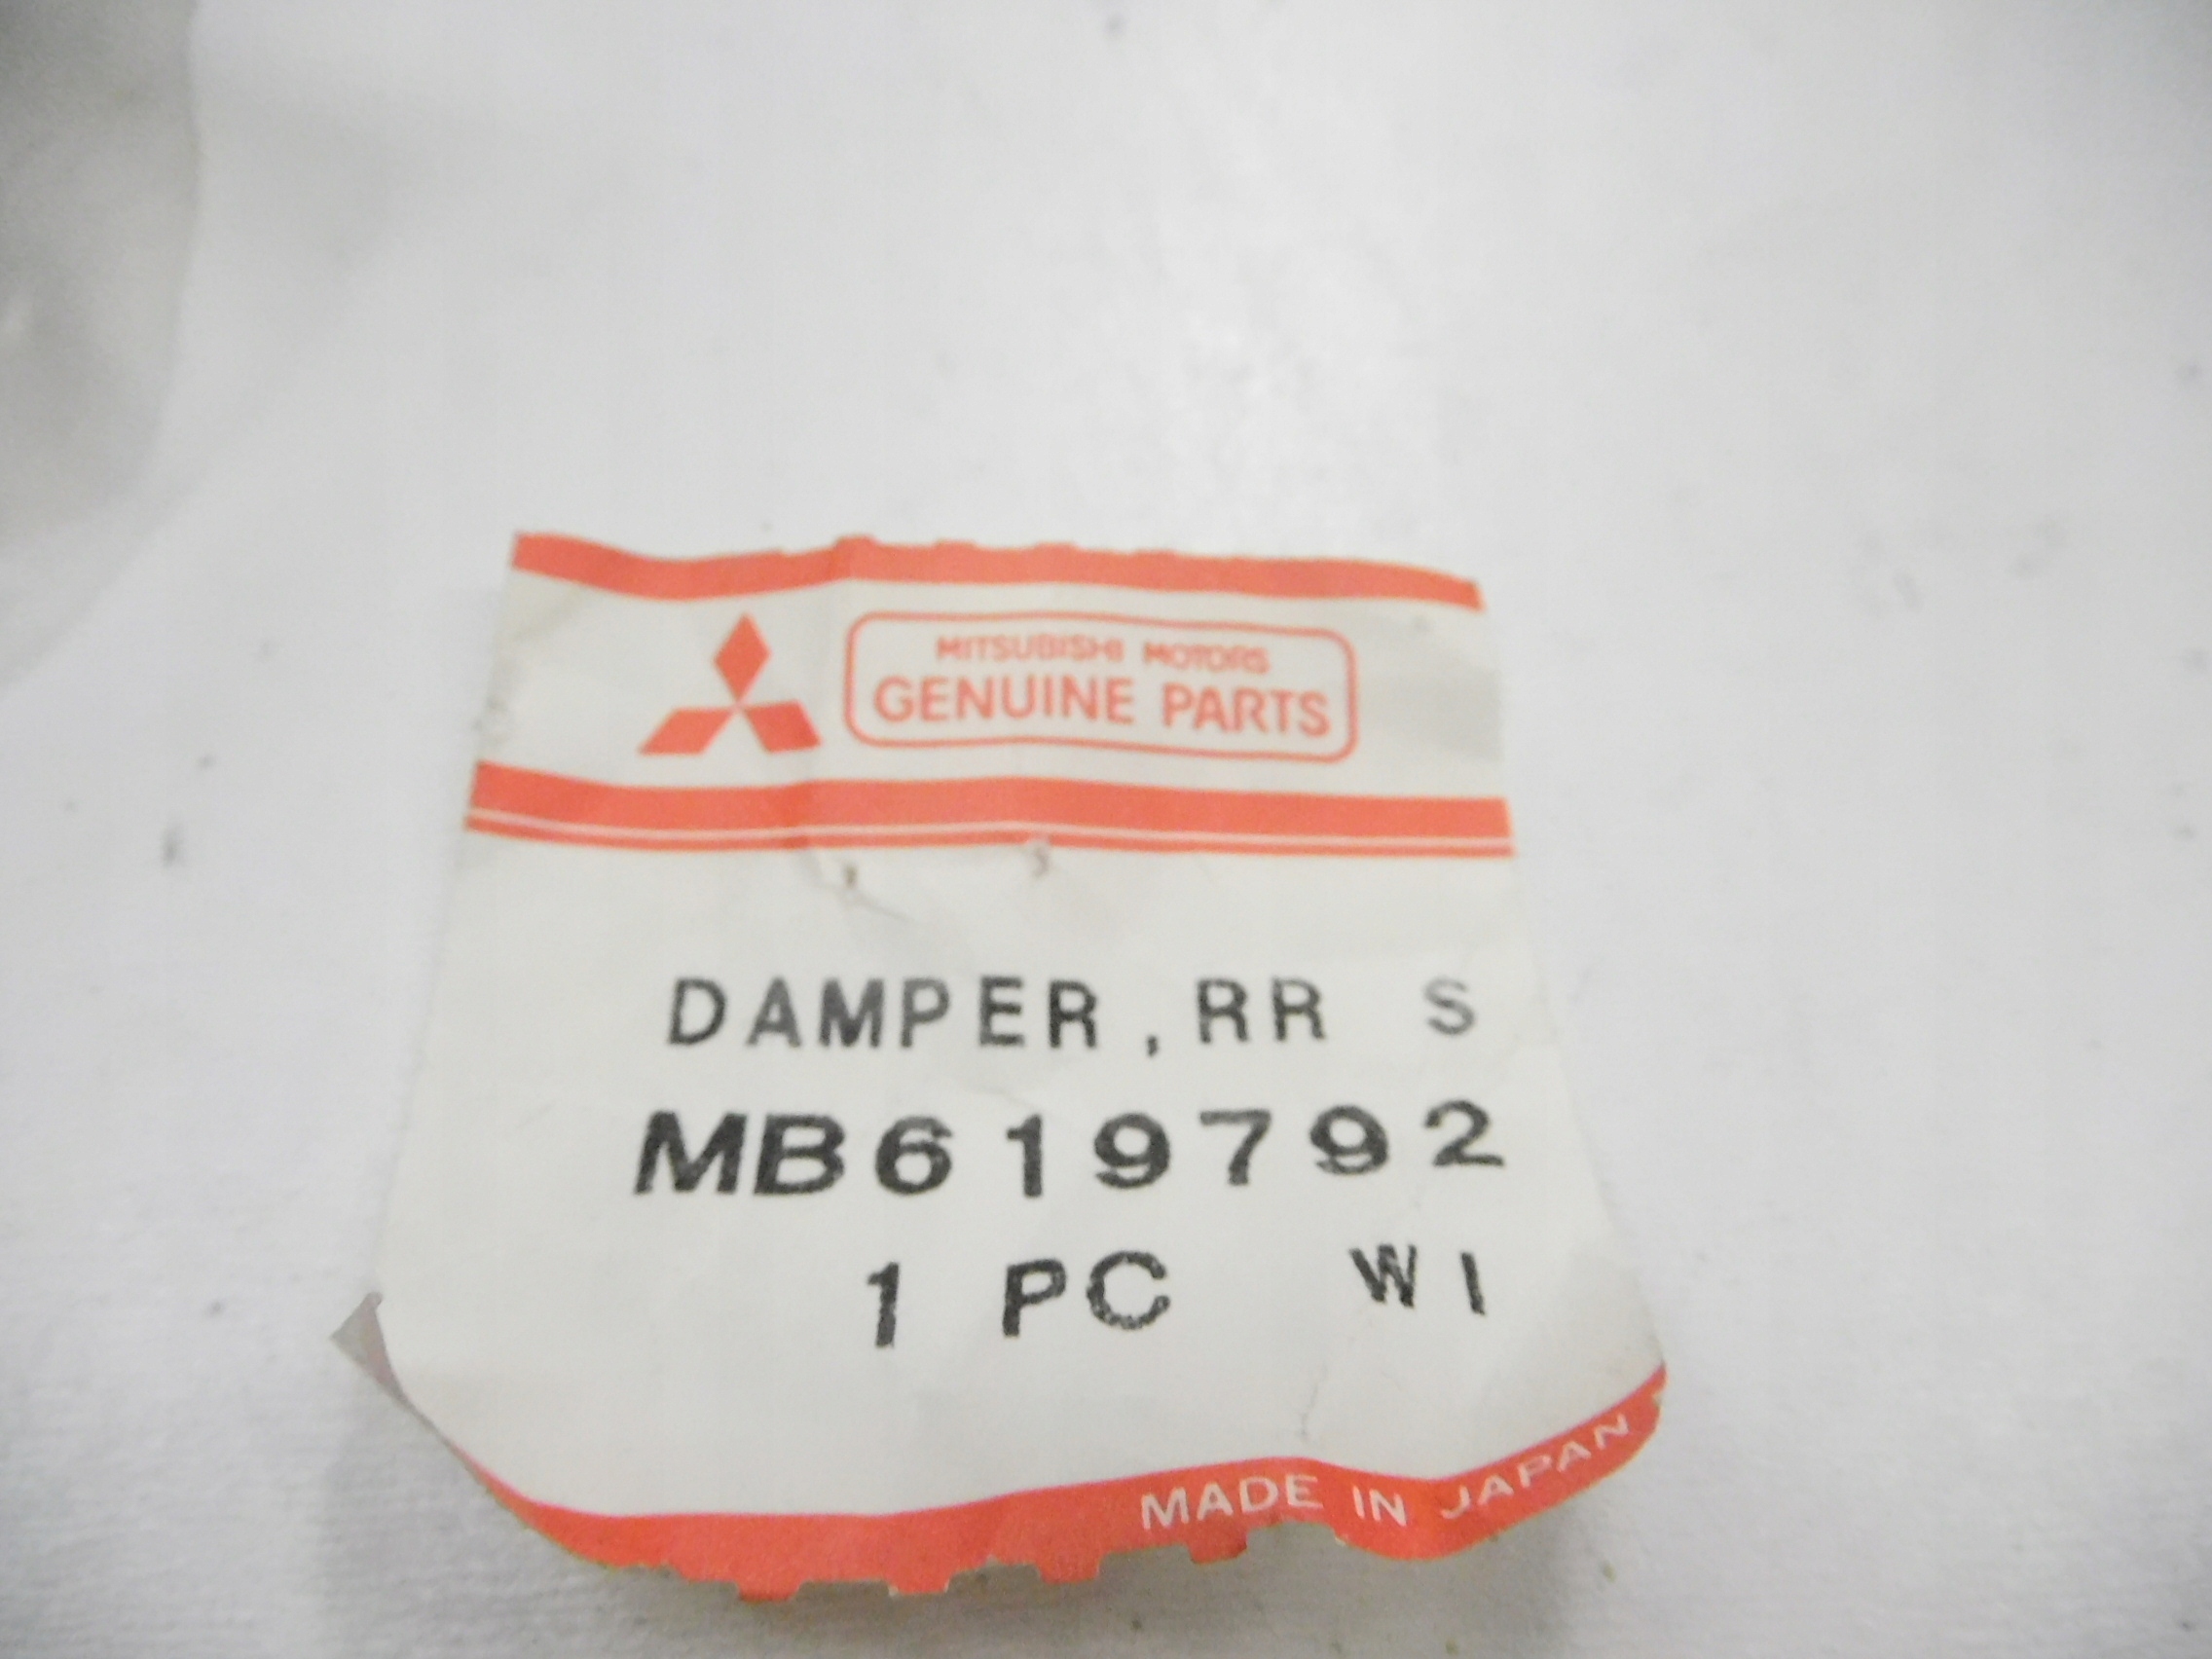 MITSUBISHI MOTORS
GENUINE PARTS
DAMPER,RR S
MB619792
1 PC WI
MADE IN JAPAN